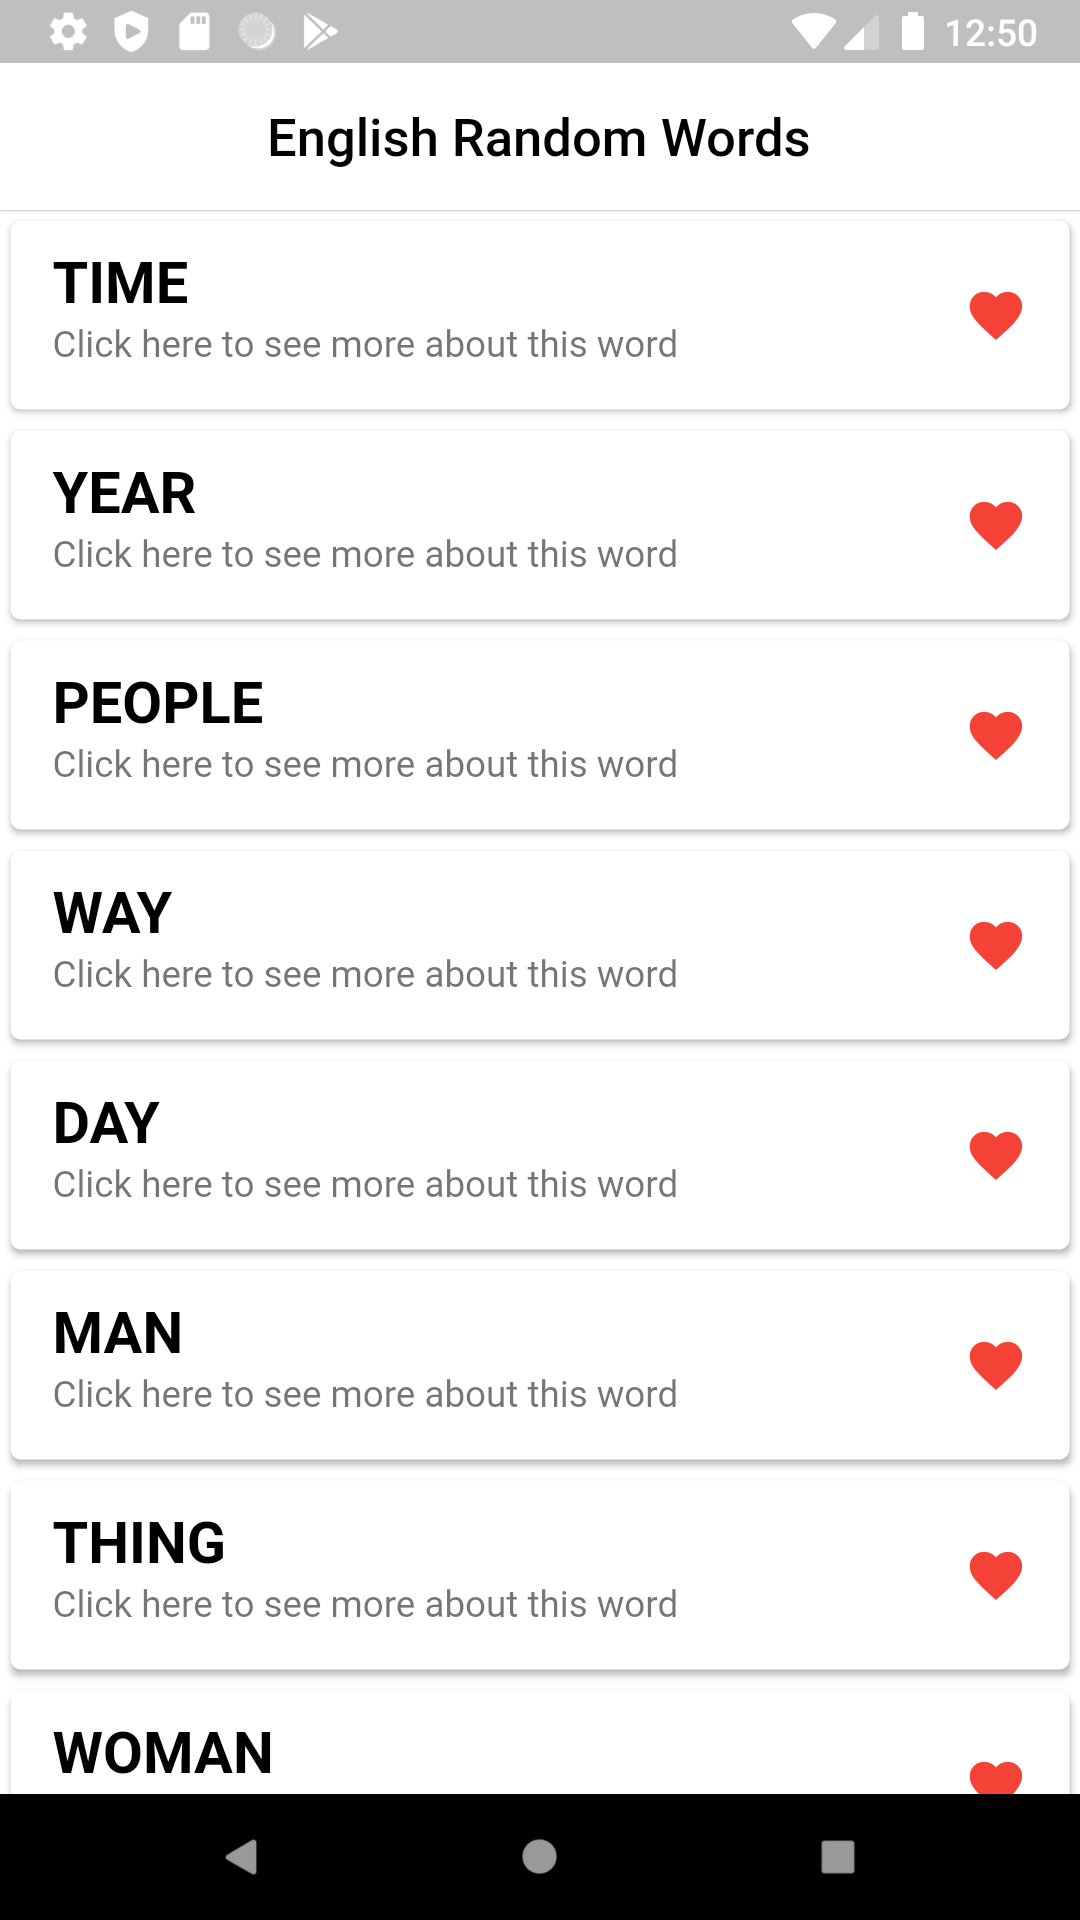 12:50
English Random Words
TIME
Click here to see more about this word
YEAR
Click here to see more about this word
PEOPLE
Click here to see more about this word
WAY
Click here to see more about this word
DAY
Click here to see more about this word
MAN
Click here to see more about this word
THING
Click here to see more about this word
WOMAN